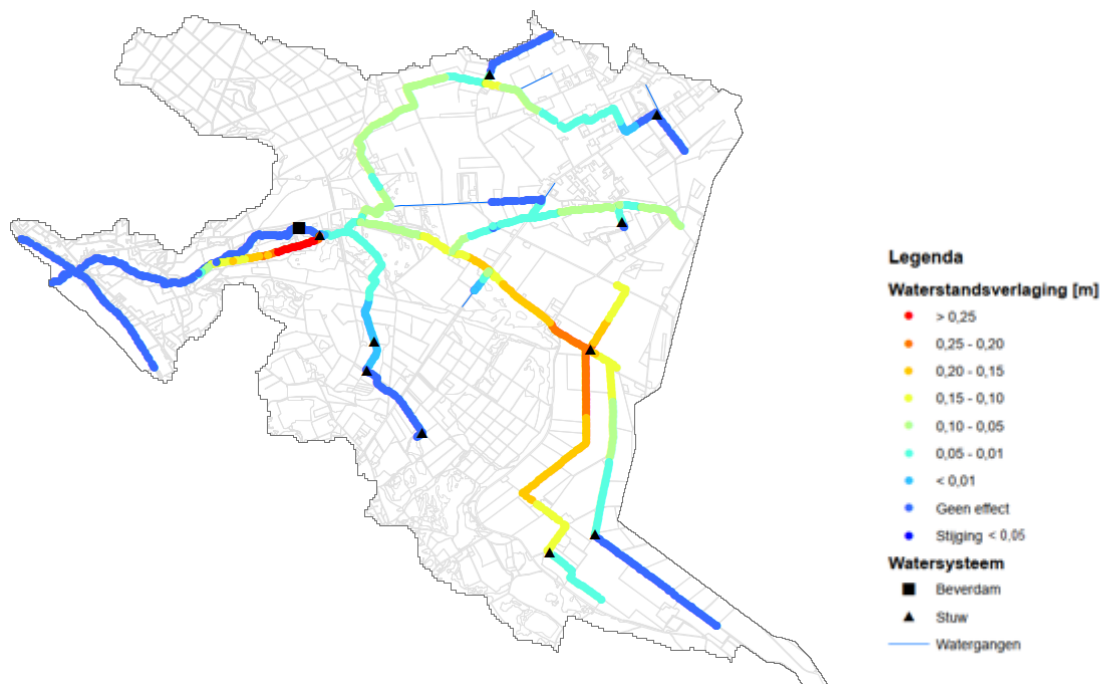 Legenda
Waterstandsverlaging [m]
> 0,25
0,25 - 0,20
0,20 - 0,15
0,15 - 0,10
0,10 - 0,05
0,05 - 0,01
< 0,01
Geen effect
Stijging < 0,05
Watersysteem
Beverdam
Stuw
Watergangen